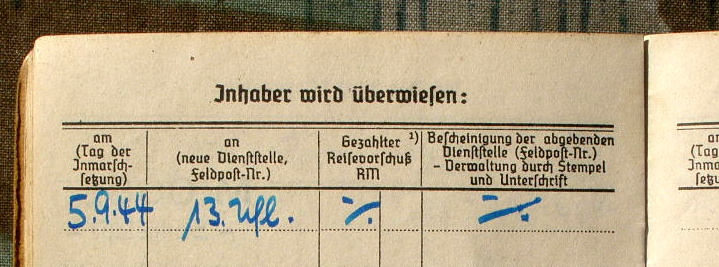 Inhaber wird überwiesen:
am
(Tag der
Inmarsch-
setzung)
an
(neue Dienststelle,
Feldpost-Nr.)
Gezahlter ¹)
Reisevorschuß
RM
Bescheinigung der abgebenden
Dienststelle (Feldpost-Nr.)
- Verwaltung durch Stempel
und Unterschrift
5.9.44 13.